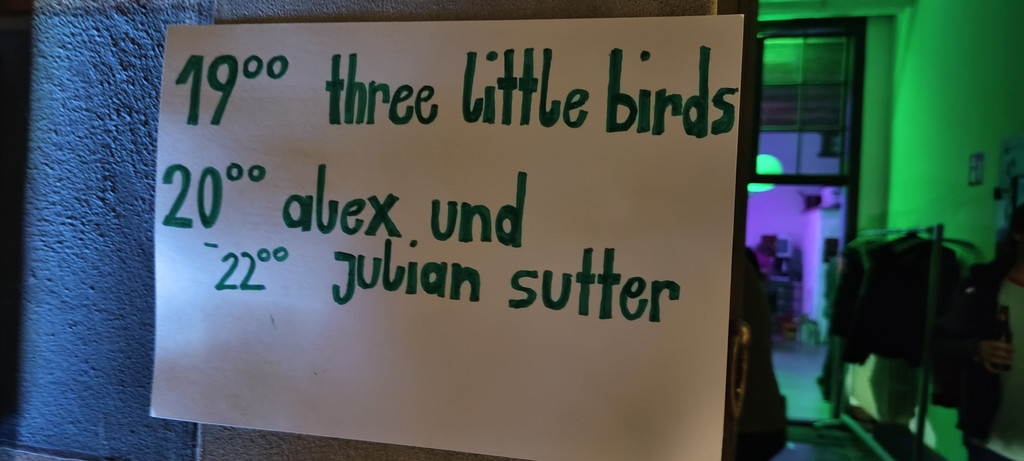 19⁰⁰ three little birds
20⁰⁰ alex und
-22⁰⁰ julian sutter